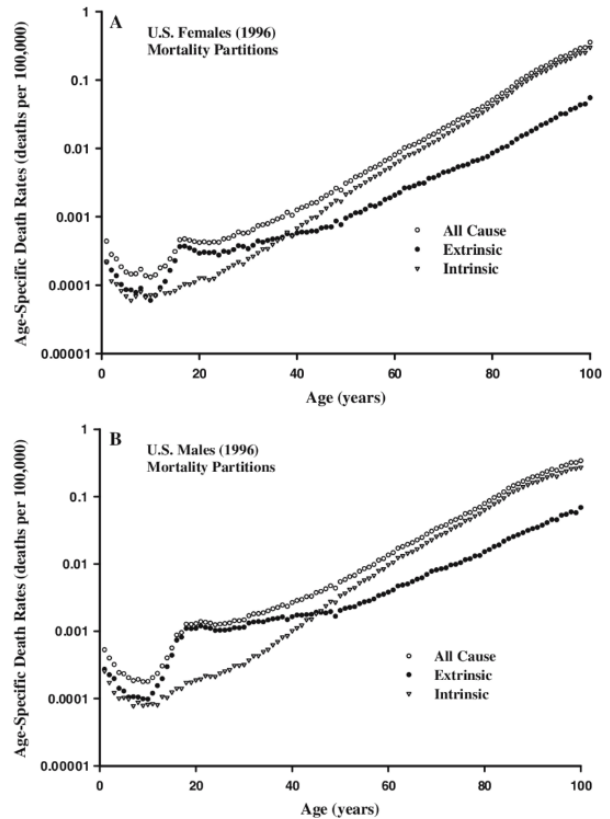 A
U.S. Females (1996)
Mortality Partitions
Age-Specific Death Rates (deaths per 100,000)
1
0.1
0.01
0.001
0.0001
0.00001
All Cause
Extrinsic
Intrinsic
0 20 40 60 80 100
Age (years)
B
U.S. Males (1996)
Mortality Partitions
Age-Specific Death Rates (deaths per 100,000)
1
0.1
0.01
0.001
0.0001
0.00001
All Cause
Extrinsic
Intrinsic
0 20 40 60 80 100
Age (years)